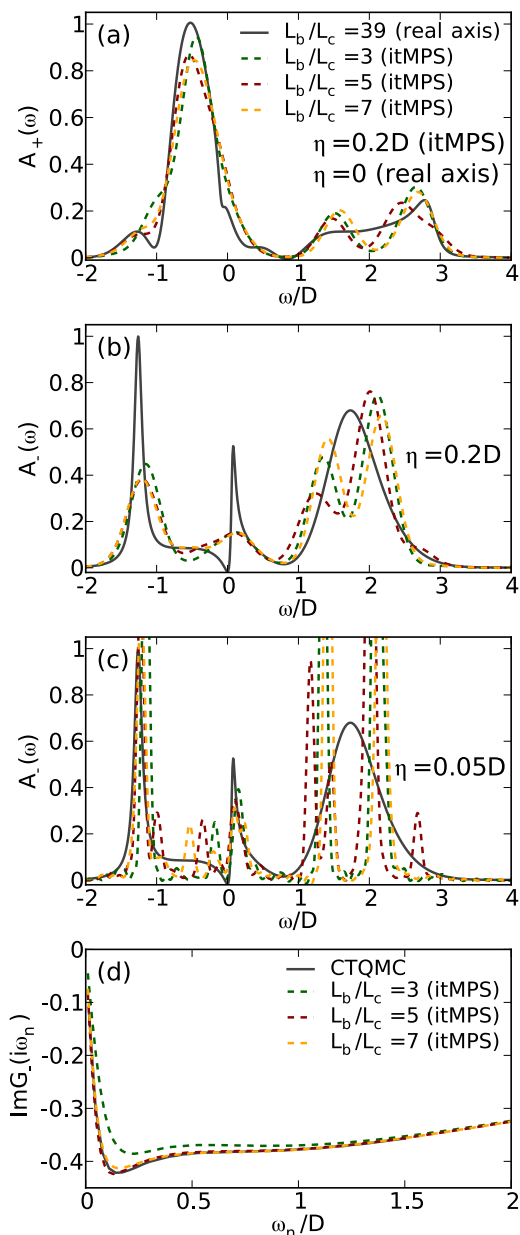 (a)
L_b/L_c =39 (real axis)
L_b/L_c =3 (itMPS)
L_b/L_c =5 (itMPS)
L_b/L_c =7 (itMPS)
η =0.2D (itMPS)
η =0 (real axis)
A_+(ω)
1
0.8
0.6
0.4
0.2
0
-2 -1 0 1 2 3 4
ω/D
(b)
η =0.2D
A_-(ω)
1
0.8
0.6
0.4
0.2
0
-2 -1 0 1 2 3 4
ω/D
(c)
η =0.05D
A_-(ω)
1
0.8
0.6
0.4
0.2
0
-2 -1 0 1 2 3 4
ω/D
(d)
CTQMC
L_b/L_c =3 (itMPS)
L_b/L_c =5 (itMPS)
L_b/L_c =7 (itMPS)
ImG_-(iω_n)
0
-0.1
-0.2
-0.3
-0.4
0 0.5 1 1.5 2
ω_n/D